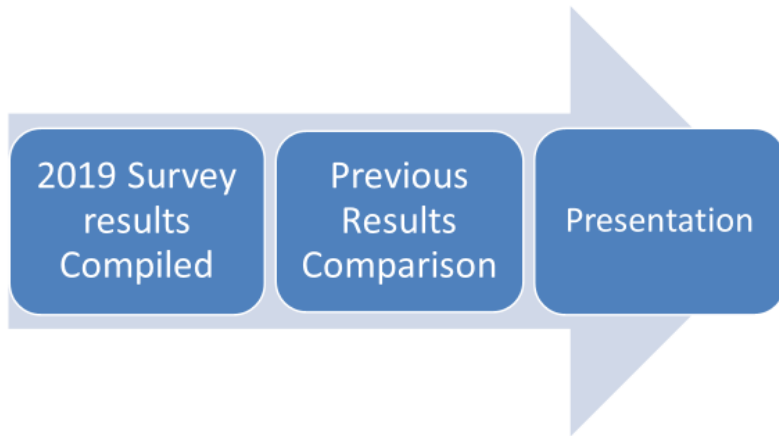 2019 Survey
results
Compiled
Previous
Results
Comparison
Presentation